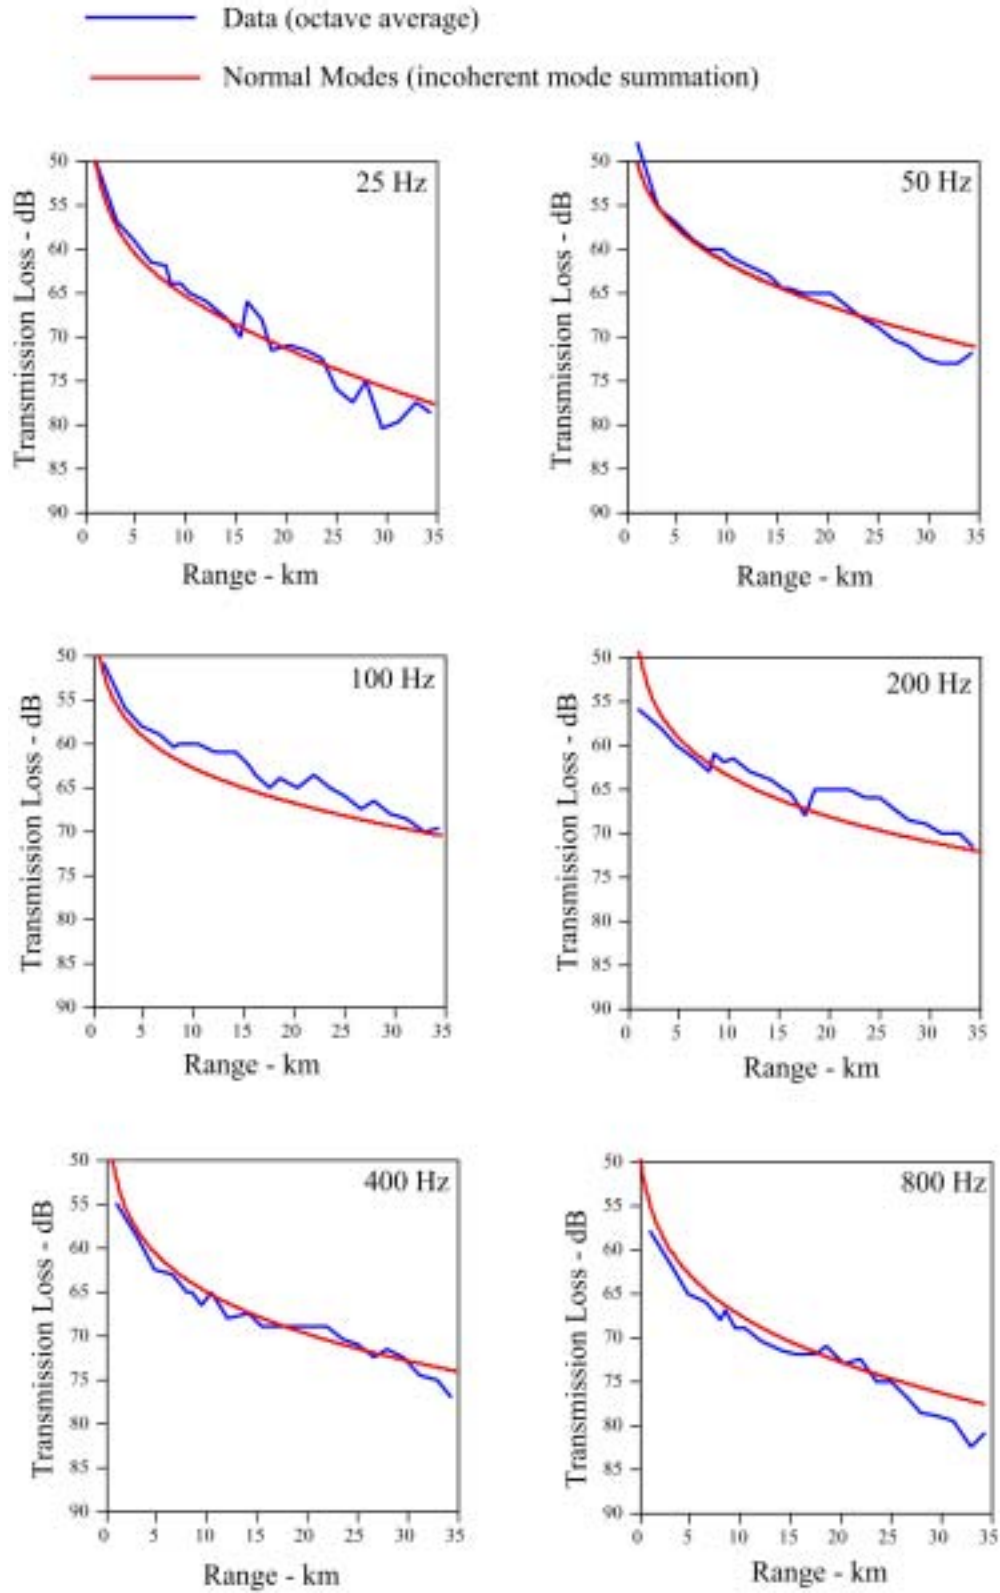 Data (octave average)
Normal Modes (incoherent mode summation)
25 Hz
Transmission Loss - dB
50
55
60
65
70
75
80
85
90
0 5 10 15 20 25 30 35
Range - km
50 Hz
Transmission Loss - dB
50
55
60
65
70
75
80
85
90
0 5 10 15 20 25 30 35
Range - km
100 Hz
Transmission Loss - dB
50
55
60
65
70
75
80
85
90
0 5 10 15 20 25 30 35
Range - km
200 Hz
Transmission Loss - dB
50
55
60
65
70
75
80
85
90
0 5 10 15 20 25 30 35
Range - km
400 Hz
Transmission Loss - dB
50
55
60
65
70
75
80
85
90
0 5 10 15 20 25 30 35
Range - km
800 Hz
Transmission Loss - dB
50
55
60
65
70
75
80
85
90
0 5 10 15 20 25 30 35
Range - km